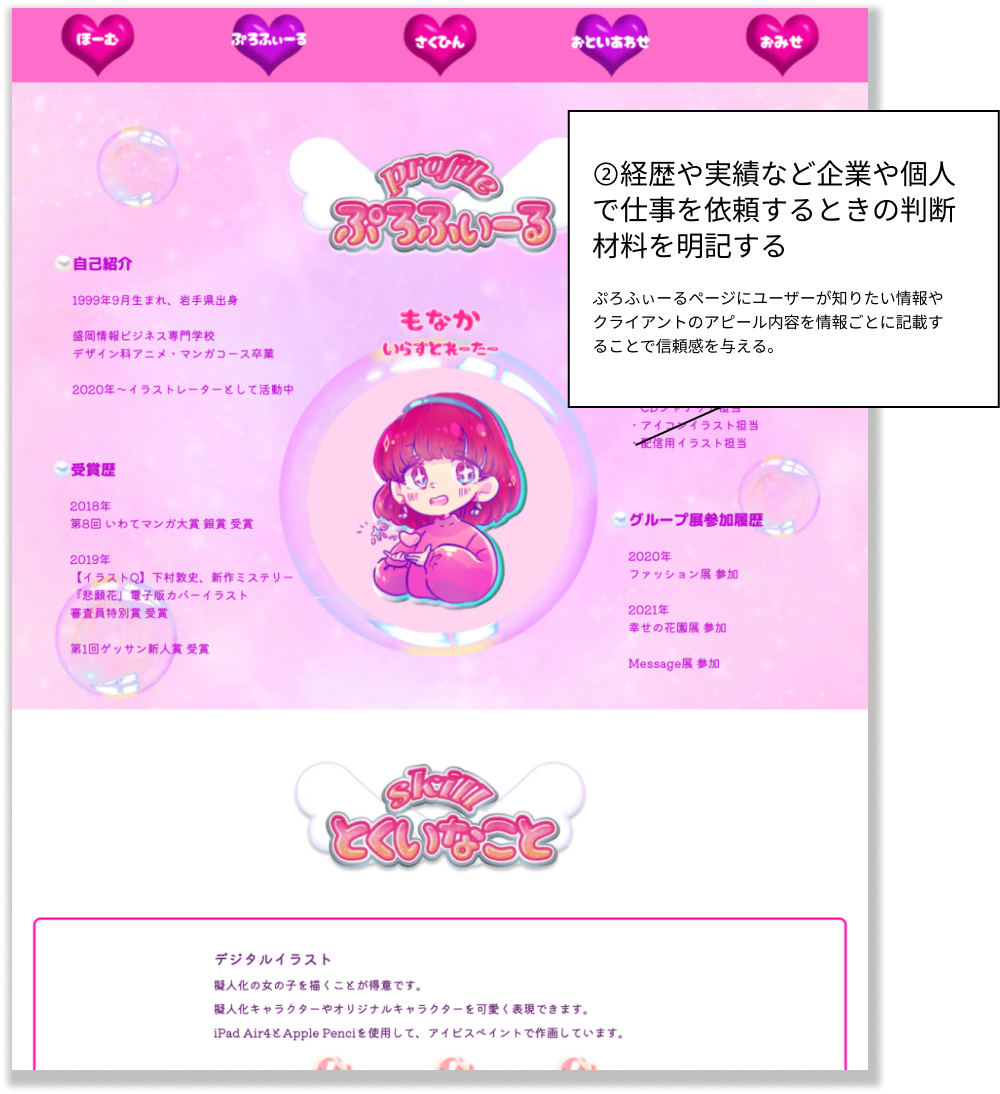 ほーむ
ぷろふぃーる
さくひん
おといあわせ
おみせ
profile
ぷろふぃーる
②経歴や実績など企業や個人
で仕事を依頼するときの判断
材料を明記する
ぷろふぃーるページにユーザーが知りたい情報や
クライアントのアピール内容を情報ごとに記載す
ることで信頼感を与える。
自己紹介
1999年9月生まれ、岩手県出身
盛岡情報ビジネス専門学校
デザイン科アニメ・マンガコース卒業
2020年〜イラストレーターとして活動中
受賞歴
2018年
第8回 いわてマンガ大賞 銀賞 受賞
2019年
【イラストQ】下村敦史、新作ミステリー
『悲願花』電子版カバーイラスト
審査員特別賞 受賞
第1回ゲッサン新人賞 受賞
もなか
いらすとれーたー
・CDジャケット担当
・アイコンイラスト担当
・配信用イラスト担当
グループ展参加履歴
2020年
ファッション展 参加
2021年
幸せの花園展 参加
Message展 参加
skill
とくいなこと
デジタルイラスト
擬人化の女の子を描くことが得意です。
擬人化キャラクターやオリジナルキャラクターを可愛く表現できます。
iPad Air4とApple Penciを使用して、アイビスペイントで作画しています。